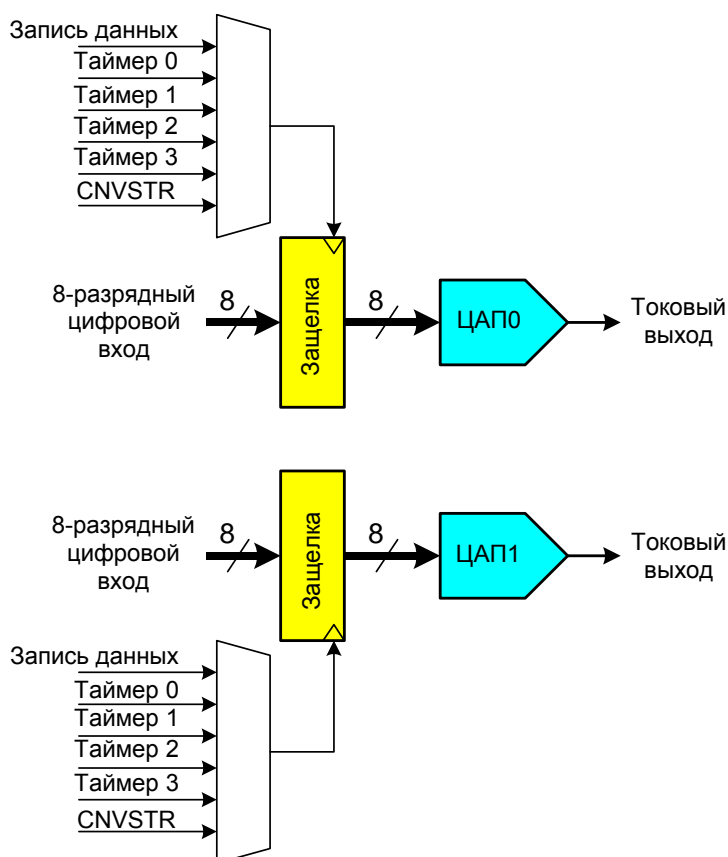 Запись данных
Таймер 0
Таймер 1
Таймер 2
Таймер 3
CNVSTR
8-разрядный
цифровой
вход
8
Защелка
8
ЦАП0
Токовый
выход
8-разрядный
цифровой
вход
8
Защелка
8
ЦАП1
Токовый
выход
Запись данных
Таймер 0
Таймер 1
Таймер 2
Таймер 3
CNVSTR